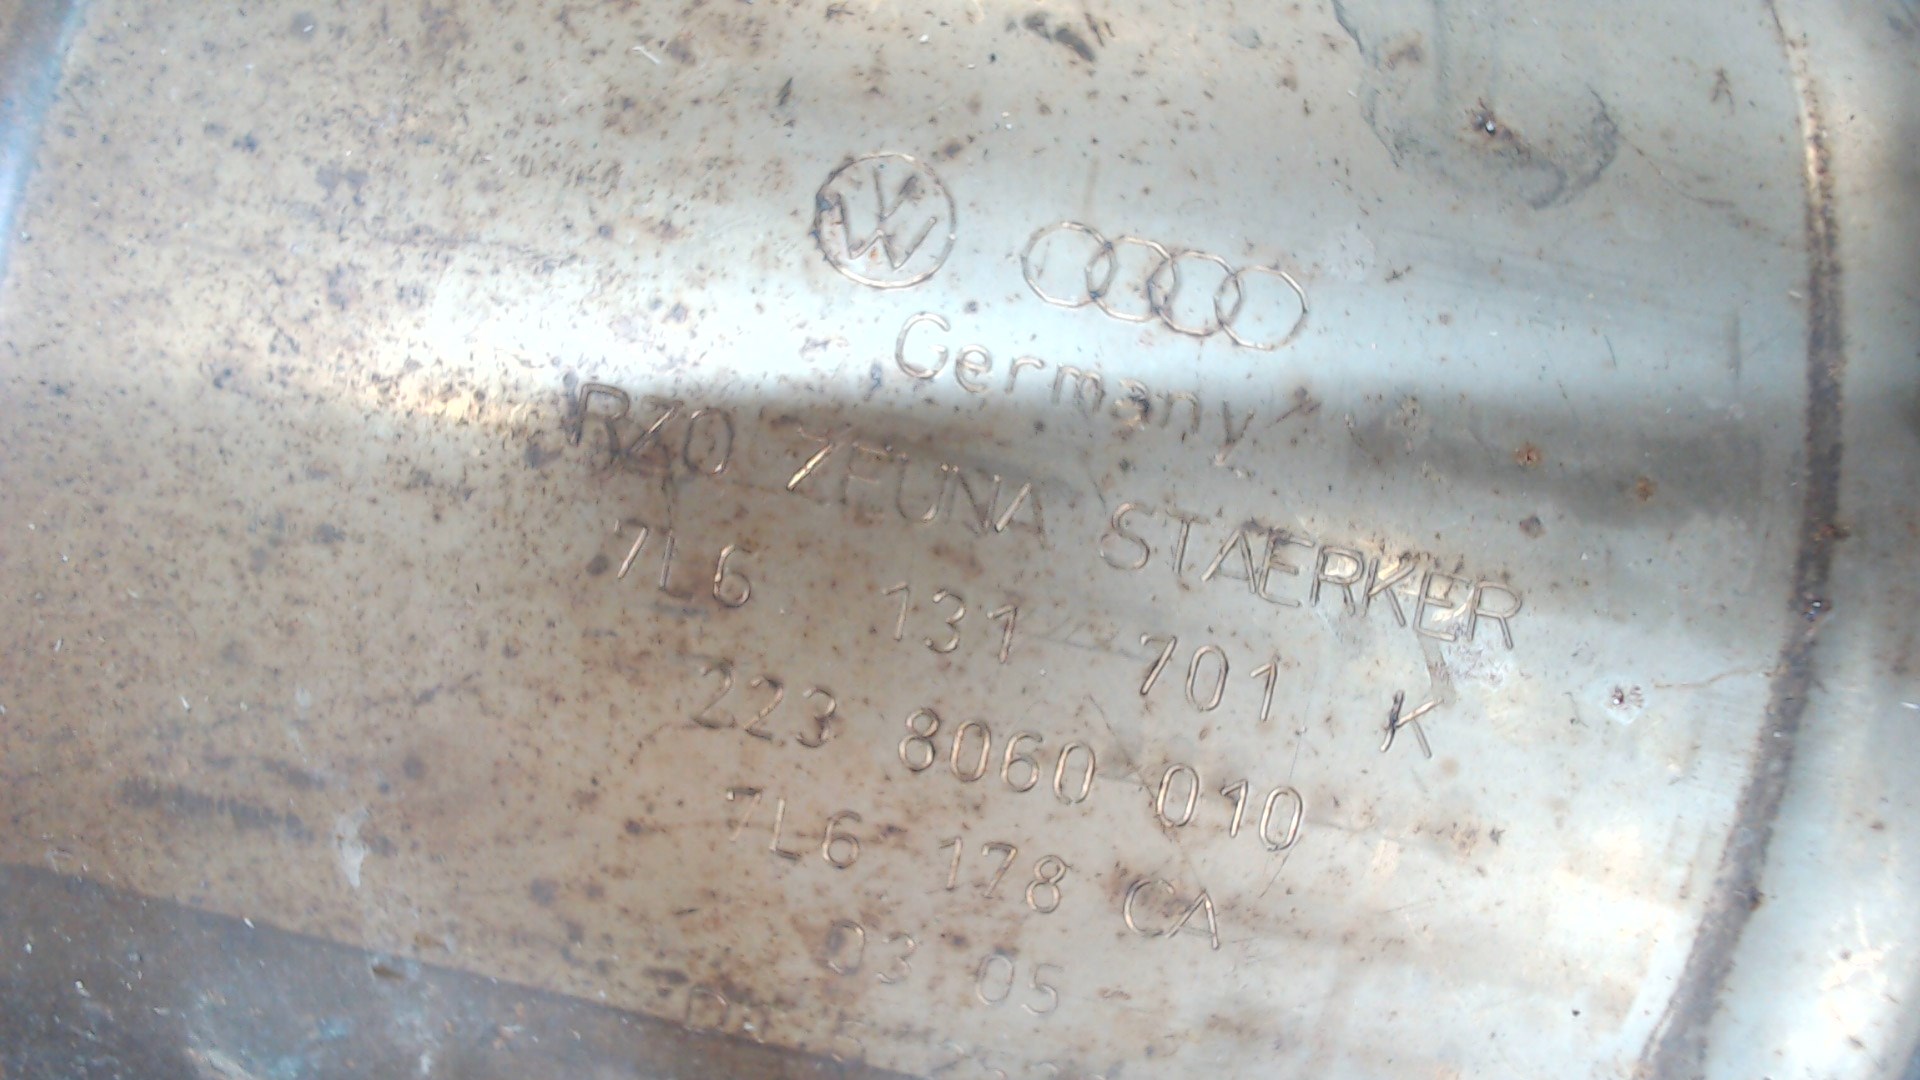 Germany
RZO ZEUNA STAERKER
7L6 131 701 K
223 8060 010
7L6 178 CA
03 05